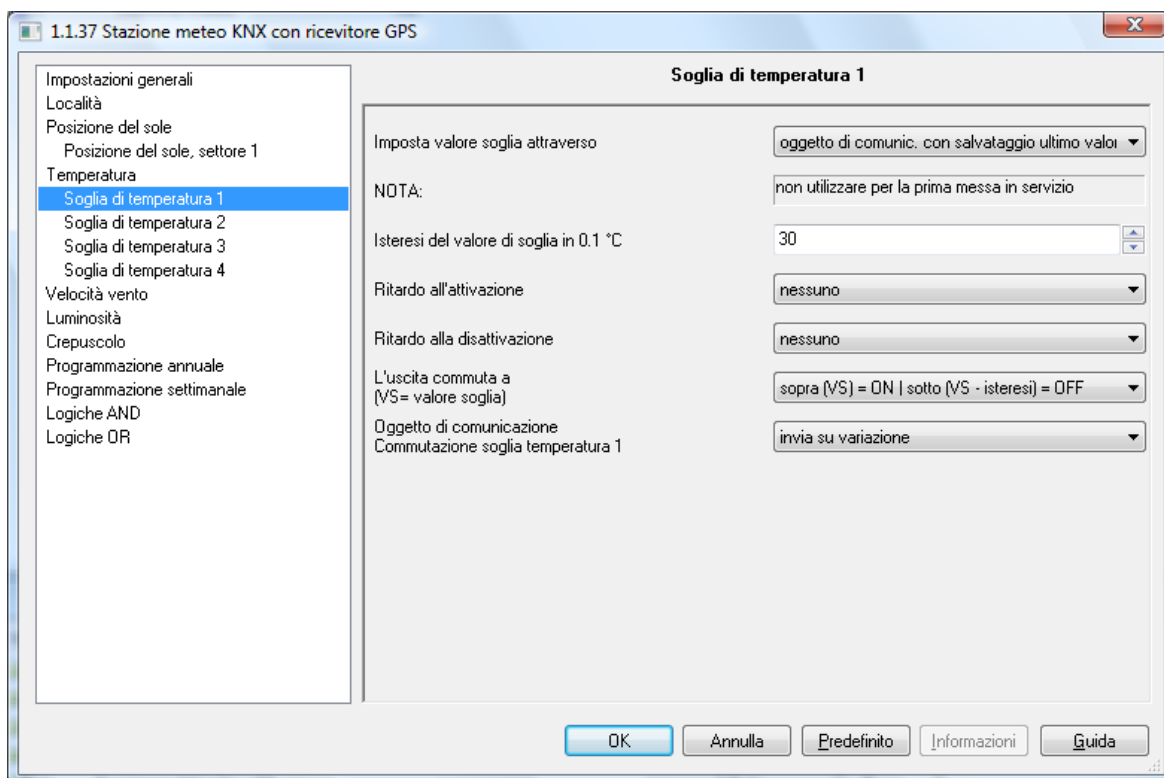 1.1.37 Stazione meteo KNX con ricevitore GPS
Impostazioni generali
Località
Posizione del sole
Posizione del sole, settore 1
Temperatura
Soglia di temperatura 1
Soglia di temperatura 2
Soglia di temperatura 3
Soglia di temperatura 4
Velocità vento
Luminosità
Crepuscolo
Programmazione annuale
Programmazione settimanale
Logiche AND
Logiche OR
Soglia di temperatura 1
Imposta valore soglia attraverso
oggetto di comunic. con salvataggio ultimo valor
NOTA:
non utilizzare per la prima messa in servizio
Isteresi del valore di soglia in 0.1 °C
30
Ritardo all'attivazione
nessuno
Ritardo alla disattivazione
nessuno
L'uscita commuta a
(VS= valore soglia)
sopra (VS) = ON | sotto (VS - isteresi) = OFF
Oggetto di comunicazione
Commutazione soglia temperatura 1
invia su variazione
OK
Annulla
Predefinito
Informazioni
Guida